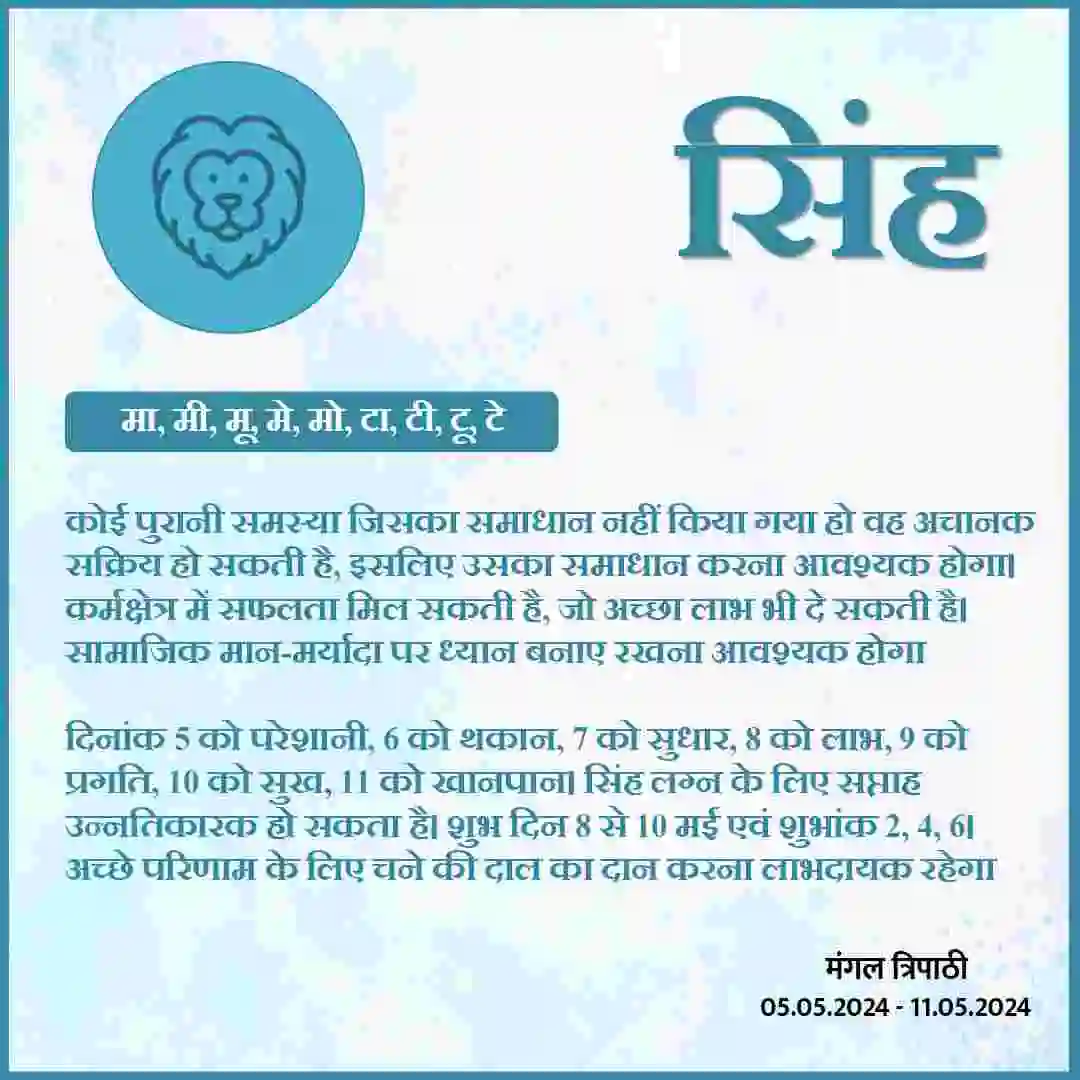 सिंह
मा, मी, मू, मे, मो, टा, टी, टू, टे
कोई पुरानी समस्या जिसका समाधान नहीं किया गया हो वह अचानक
सक्रिय हो सकती है, इसलिए उसका समाधान करना आवश्यक होगा।
कर्मक्षेत्र में सफलता मिल सकती है, जो अच्छा लाभ भी दे सकती है।
सामाजिक मान-मर्यादा पर ध्यान बनाए रखना आवश्यक होगा
दिनांक 5 को परेशानी, 6 को थकान, 7 को सुधार, 8 को लाभ, 9 को
प्रगति, 10 को सुख, 11 को खानपान। सिंह लग्न के लिए सप्ताह
उन्नतिकारक हो सकता है। शुभ दिन 8 से 10 मई एवं शुभांक 2, 4, 6।
अच्छे परिणाम के लिए चने की दाल का दान करना लाभदायक रहेगा
मंगल त्रिपाठी
05.05.2024 - 11.05.2024